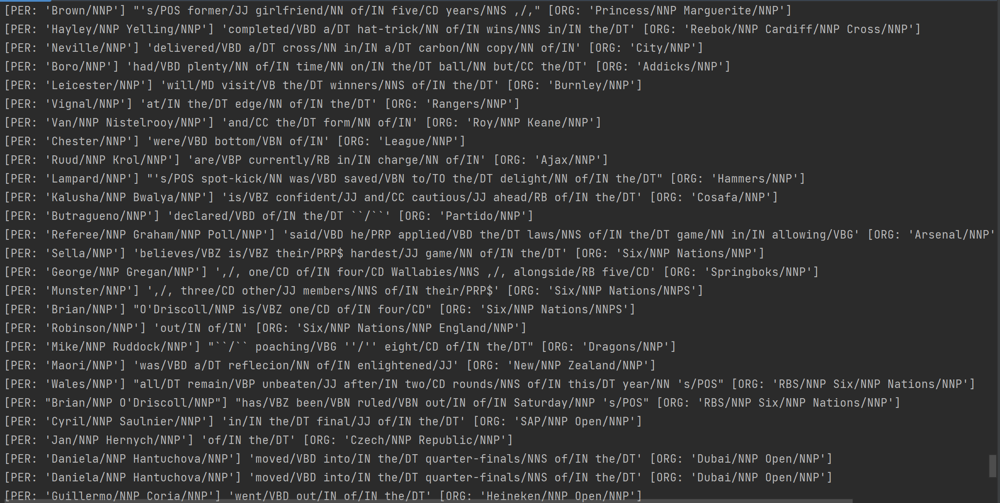 [PER: 'Brown/NNP'] "'s/POS former/JJ girlfriend/NN of/IN five/CD years/NNS ,/," [ORG: 'Princess/NNP Marguerite/NNP']
[PER: 'Hayley/NNP Yelling/NNP'] 'completed/VBD a/DT hat-trick/NN of/IN wins/NNS in/IN the/DT' [ORG: 'Reebok/NNP Cardiff/NNP Cross/NNP']
[PER: 'Neville/NNP'] 'delivered/VBD a/DT cross/NN in/IN a/DT carbon/NN copy/NN of/IN' [ORG: 'City/NNP']
[PER: 'Boro/NNP'] 'had/VBD plenty/NN of/IN time/NN on/IN the/DT ball/NN but/CC the/DT' [ORG: 'Addicks/NNP']
[PER: 'Leicester/NNP'] 'will/MD visit/VB the/DT winners/NNS of/IN the/DT' [ORG: 'Burnley/NNP']
[PER: 'Vignal/NNP'] 'at/IN the/DT edge/NN of/IN the/DT' [ORG: 'Rangers/NNP']
[PER: 'Van/NNP Nistelrooy/NNP'] 'and/CC the/DT form/NN of/IN' [ORG: 'Roy/NNP Keane/NNP']
[PER: 'Chester/NNP'] 'were/VBD bottom/VBN of/IN' [ORG: 'League/NNP']
[PER: 'Ruud/NNP Krol/NNP'] 'are/VBP currently/RB in/IN charge/NN of/IN' [ORG: 'Ajax/NNP']
[PER: 'Lampard/NNP'] "'s/POS spot-kick/NN was/VBD saved/VBN to/TO the/DT delight/NN of/IN the/DT" [ORG: 'Hammers/NNP']
[PER: 'Kalusha/NNP Bwalya/NNP'] 'is/VBZ confident/JJ and/CC cautious/JJ ahead/RB of/IN the/DT' [ORG: 'Cosafa/NNP']
[PER: 'Butragueno/NNP'] 'declared/VBD of/IN the/DT ``/``' [ORG: 'Partido/NNP']
[PER: 'Referee/NNP Graham/NNP Poll/NNP'] 'said/VBD he/PRP applied/VBD the/DT laws/NNS of/IN the/DT game/NN in/IN allowing/VBG' [ORG: 'Arsenal/NNP'
[PER: 'Sella/NNP'] 'believes/VBZ is/VBZ their/PRP$ hardest/JJ game/NN of/IN the/DT' [ORG: 'Six/NNP Nations/NNP']
[PER: 'George/NNP Gregan/NNP'] ',/, one/CD of/IN four/CD Wallabies/NNS ,/, alongside/RB five/CD' [ORG: 'Springboks/NNP']
[PER: 'Munster/NNP'] ',/, three/CD other/JJ members/NNS of/IN their/PRP$' [ORG: 'Six/NNP Nations/NNPS']
[PER: 'Brian/NNP'] "O'Driscoll/NNP is/VBZ one/CD of/IN four/CD" [ORG: 'Six/NNP Nations/NNPS']
[PER: 'Robinson/NNP'] 'out/IN of/IN' [ORG: 'Six/NNP Nations/NNP England/NNP']
[PER: 'Mike/NNP Ruddock/NNP'] "``/`` poaching/VBG ''/'' eight/CD of/IN the/DT" [ORG: 'Dragons/NNP']
[PER: 'Maori/NNP'] 'was/VBD a/DT reflecion/NN of/IN enlightened/JJ' [ORG: 'New/NNP Zealand/NNP']
[PER: 'Wales/NNP'] "all/DT remain/VBP unbeaten/JJ after/IN two/CD rounds/NNS of/IN this/DT year/NN 's/POS" [ORG: 'RBS/NNP Six/NNP Nations/NNP']
[PER: "Brian/NNP O'Driscoll/NNP"] "has/VBZ been/VBN ruled/VBN out/IN of/IN Saturday/NNP 's/POS" [ORG: 'RBS/NNP Six/NNP Nations/NNP']
[PER: 'Cyril/NNP Saulnier/NNP'] 'in/IN the/DT final/JJ of/IN the/DT' [ORG: 'SAP/NNP Open/NNP']
[PER: 'Jan/NNP Hernych/NNP'] 'of/IN the/DT' [ORG: 'Czech/NNP Republic/NNP']
[PER: 'Daniela/NNP Hantuchova/NNP'] 'moved/VBD into/IN the/DT quarter-finals/NNS of/IN the/DT' [ORG: 'Dubai/NNP Open/NNP']
[PER: 'Daniela/NNP Hantuchova/NNP'] 'moved/VBD into/IN the/DT quarter-finals/NNS of/IN the/DT' [ORG: 'Dubai/NNP Open/NNP']
[PER: 'Guillermo/NNP Coria/NNP'] 'went/VBD out/IN of/IN the/DT' [ORG: 'Heineken/NNP Open/NNP']